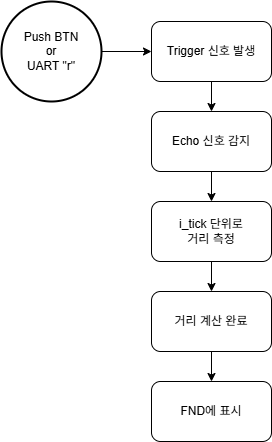 Push BTN
or
UART "r"
Trigger 신호 발생
Echo 신호 감지
i_tick 단위로
거리 측정
거리 계산 완료
FND에 표시